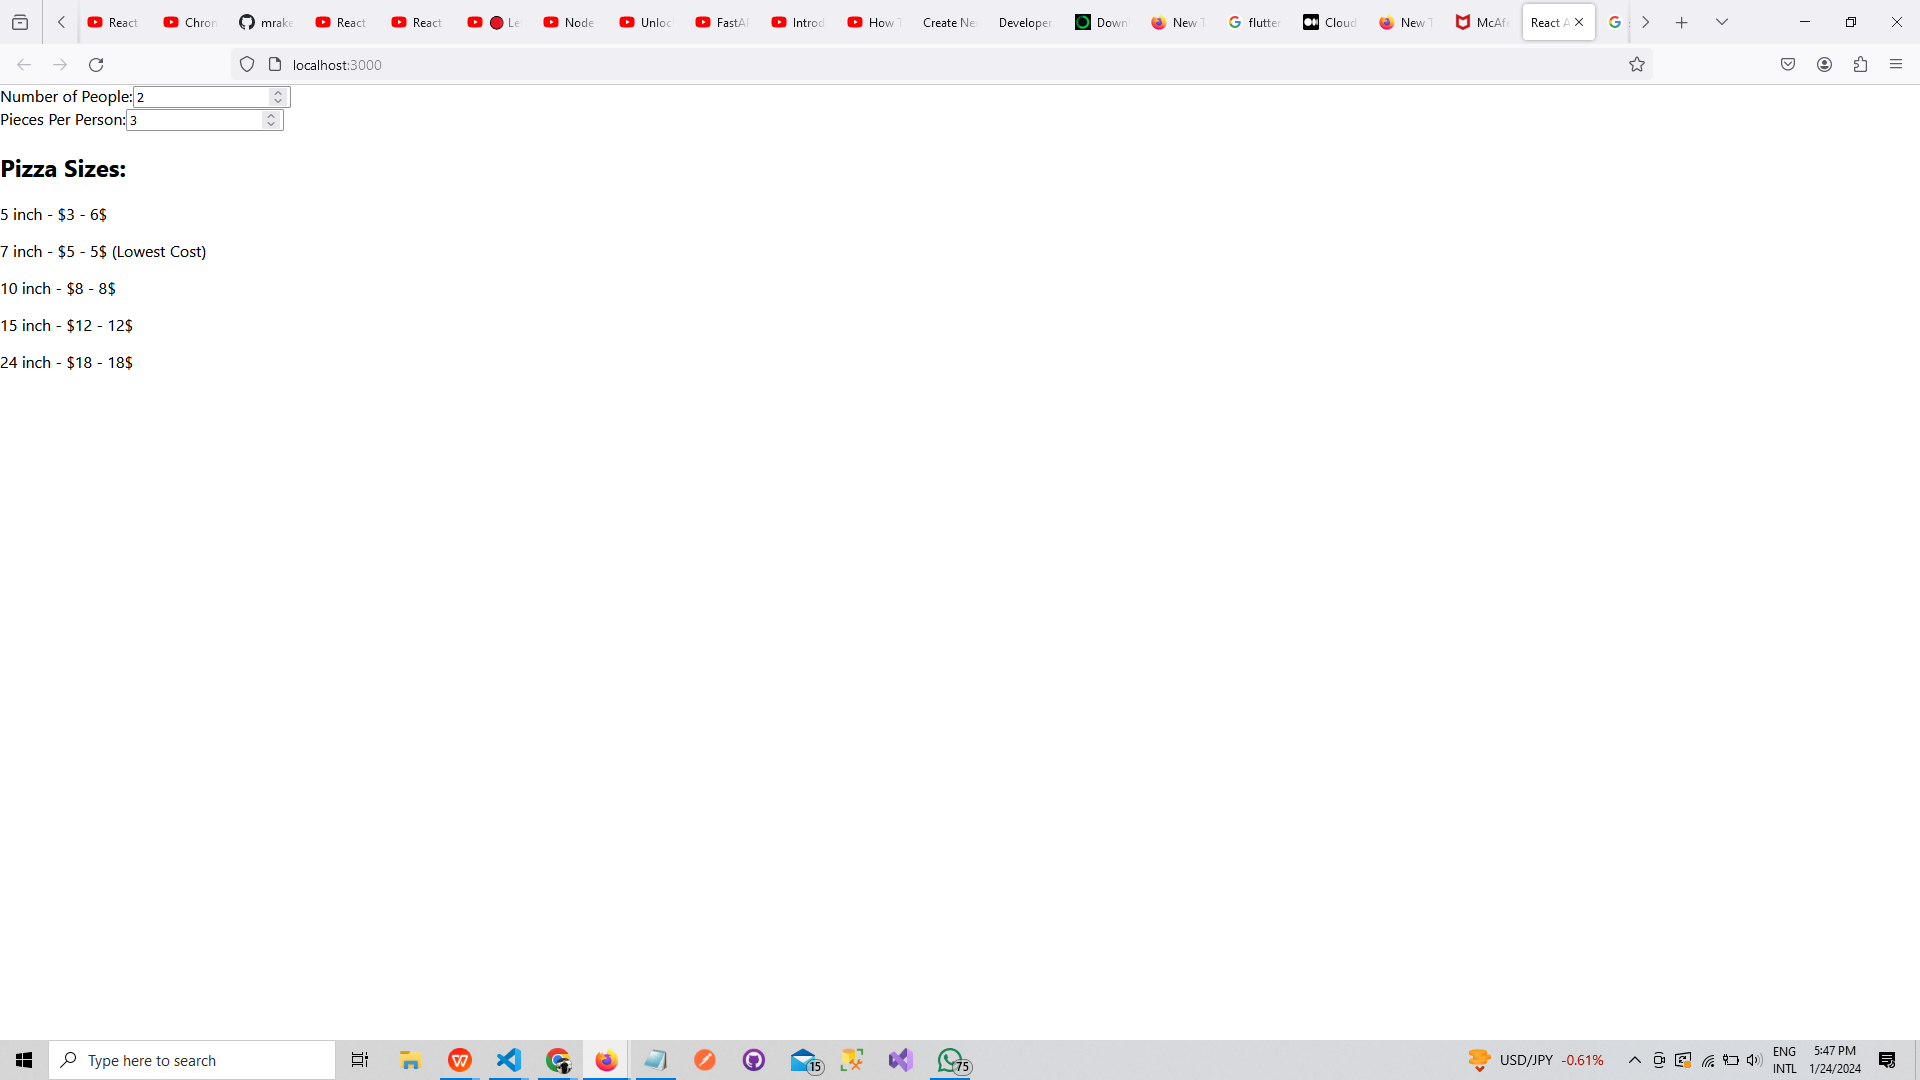 React
Chron
mrake
React
React
Le
Node
Unloc
FastAI
Introd
How T
Create Ne
Developer
Down
New T
flutter
Cloud
New T
McAfe
React A
localhost:3000
Number of People: 2
Pieces Per Person: 3
Pizza Sizes:
5 inch - $3 - 6$
7 inch - $5 - 5$ (Lowest Cost)
10 inch - $8 - 8$
15 inch - $12 - 12$
24 inch - $18 - 18$
Type here to search
15
75
USD/JPY -0.61%
ENG
INTL
5:47 PM
1/24/2024